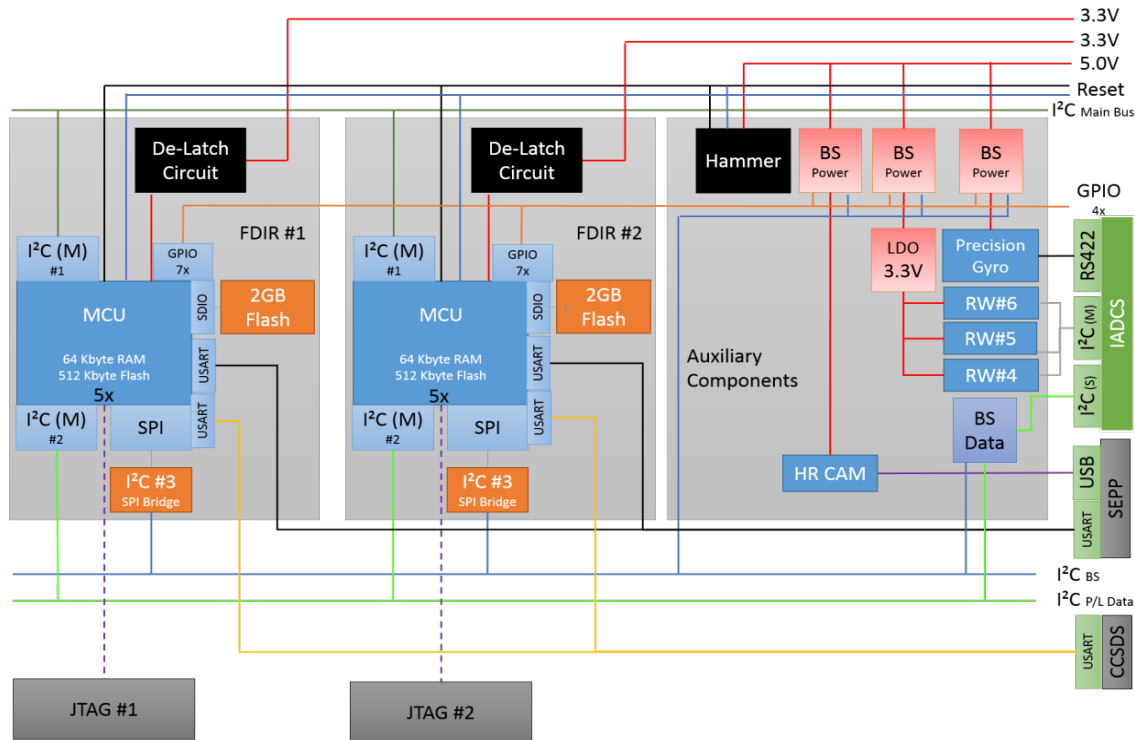 3.3V
3.3V
5.0V
Reset
I²C Main Bus
De-Latch
Circuit
De-Latch
Circuit
Hammer
BS
Power
BS
Power
BS
Power
GPIO
4x
FDIR #1
FDIR #2
I²C (M)
#1
GPIO
7x
I²C (M)
#1
GPIO
7x
LDO
3.3V
Precision
Gyro
RS422
IADCS
MCU
SDIO
2GB
Flash
MCU
SDIO
2GB
Flash
RW#6
I²C(M)
RW#5
64 Kbyte RAM
512 Kbyte Flash
USART
64 Kbyte RAM
512 Kbyte Flash
USART
Auxiliary
Components
RW#4
5x
5x
I²C(S)
I²C (M)
#2
SPI
USART
I²C (M)
#2
SPI
USART
BS
Data
I²C #3
SPI Bridge
I²C #3
SPI Bridge
HR CAM
USB
SEPP
USART
I²C BS
I²C P/L Data
USART
CCSDS
JTAG #1
JTAG #2